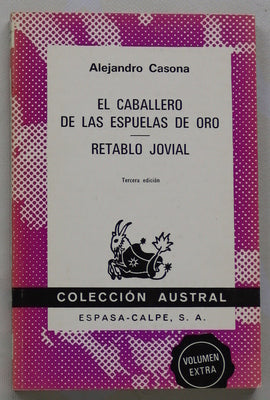 Alejandro Casona
EL CABALLERO
DE LAS ESPUELAS DE ORO
RETABLO JOVIAL
Tercera edición
COLECCIÓN AUSTRAL
ESPASA-CALPE, S. A.
VOLUMEN
EXTRA